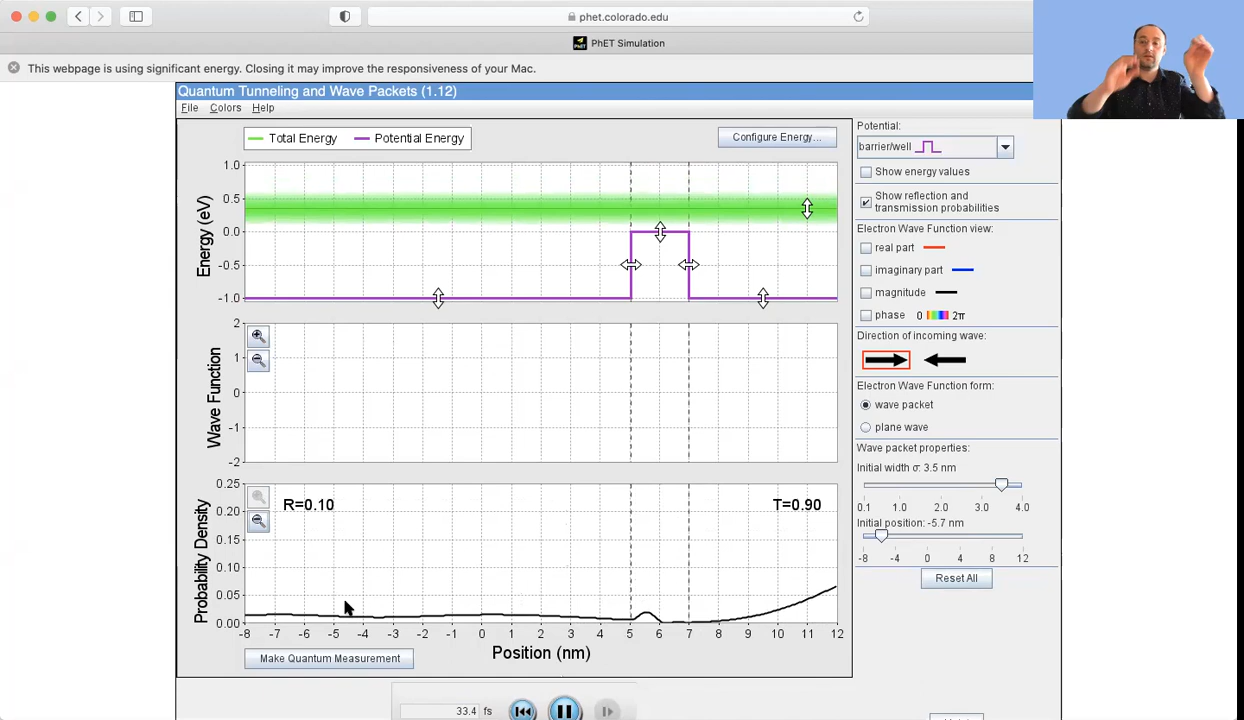 phet.colorado.edu
PhET PhET Simulation
This webpage is using significant energy. Closing it may improve the responsiveness of your Mac.
Quantum Tunneling and Wave Packets (1.12)
File Colors Help
Total Energy Potential Energy
Configure Energy...
Energy (eV)
1.0
0.5
0.0
-0.5
-1.0
Wave Function
2
1
0
-1
-2
Probability Density
0.25
0.20
0.15
0.10
0.05
0.00
R=0.10
T=0.90
-8 -7 -6 -5 -4 -3 -2 -1 0 1 2 3 4 5 6 7 8 9 10 11 12
Position (nm)
Make Quantum Measurement
33.4 fs
Potential:
barrier/well
Show energy values
Show reflection and
transmission probabilities
Electron Wave Function view:
real part
imaginary part
magnitude
phase 0 2π
Direction of incoming wave:
Electron Wave Function form:
wave packet
plane wave
Wave packet properties:
Initial width σ: 3.5 nm
0.1 1.0 2.0 3.0 4.0
Initial position: -5.7 nm
-8 -4 0 4 8 12
Reset All